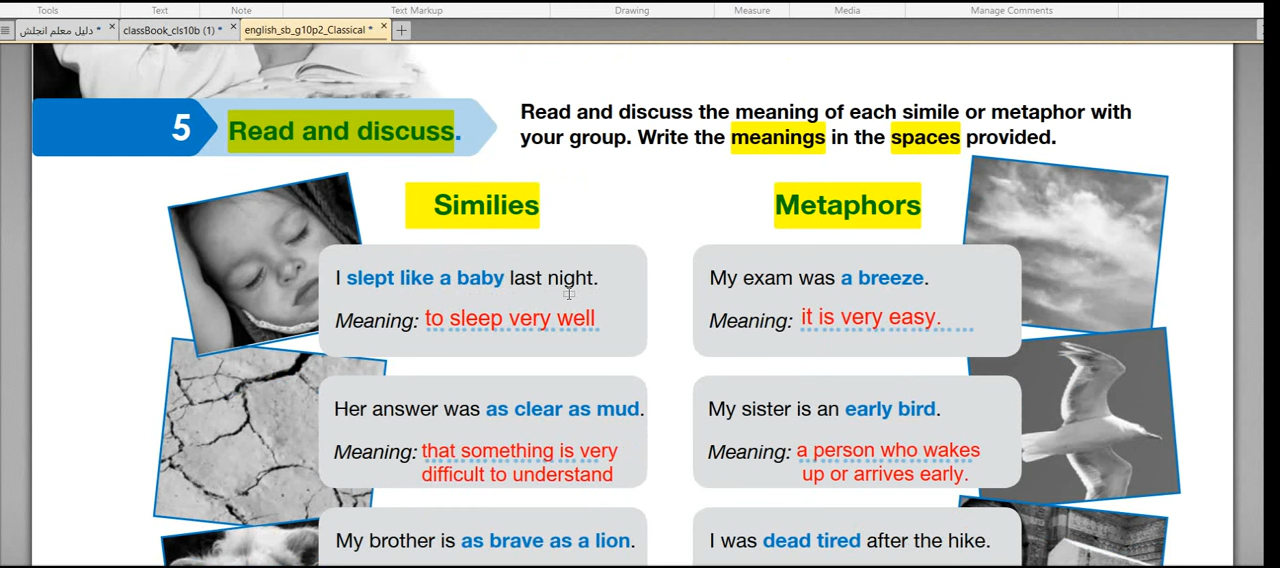 Tools Text Note Text Markup Drawing Measure Media Manage Comments
دليل معلم انجلش * classBook_cls10b (1) * english_sb_g10p2_Classical *
5 Read and discuss.
Read and discuss the meaning of each simile or metaphor with
your group. Write the meanings in the spaces provided.
Similies
I slept like a baby last night.
Meaning: to sleep very well
Her answer was as clear as mud.
Meaning: that something is very
difficult to understand
My brother is as brave as a lion.
Metaphors
My exam was a breeze.
Meaning: it is very easy.
My sister is an early bird.
Meaning: a person who wakes
up or arrives early.
I was dead tired after the hike.